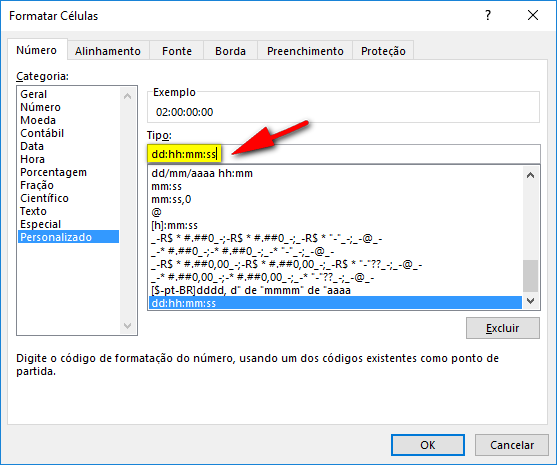 Formatar Células
Número
Alinhamento
Fonte
Borda
Preenchimento
Proteção
Categoria:
Geral
Número
Moeda
Contábil
Data
Hora
Porcentagem
Fração
Científico
Texto
Especial
Personalizado
Exemplo
02:00:00:00
Tipo:
dd:hh:mm:ss
dd/mm/aaaa hh:mm
mm:ss
mm:ss,0
@
[h]:mm:ss
_-R$ * #.##0_-;-R$ * #.##0_-;_-R$ * "-"_-;_-@_-
_-* #.##0_-;-* #.##0_-;_-* "-"_-;_-@_-
_-R$ * #.##0,00_-;-R$ * #.##0,00_-;_-R$ * "-"??_-;_-@_-
_-* #.##0,00_-;-* #.##0,00_-;_-* "-"??_-;_-@_-
[$-pt-BR]dddd, d" de "mmmm" de "aaaa
dd:hh:mm:ss
Excluir
Digite o código de formatação do número, usando um dos códigos existentes como ponto de
partida.
OK
Cancelar